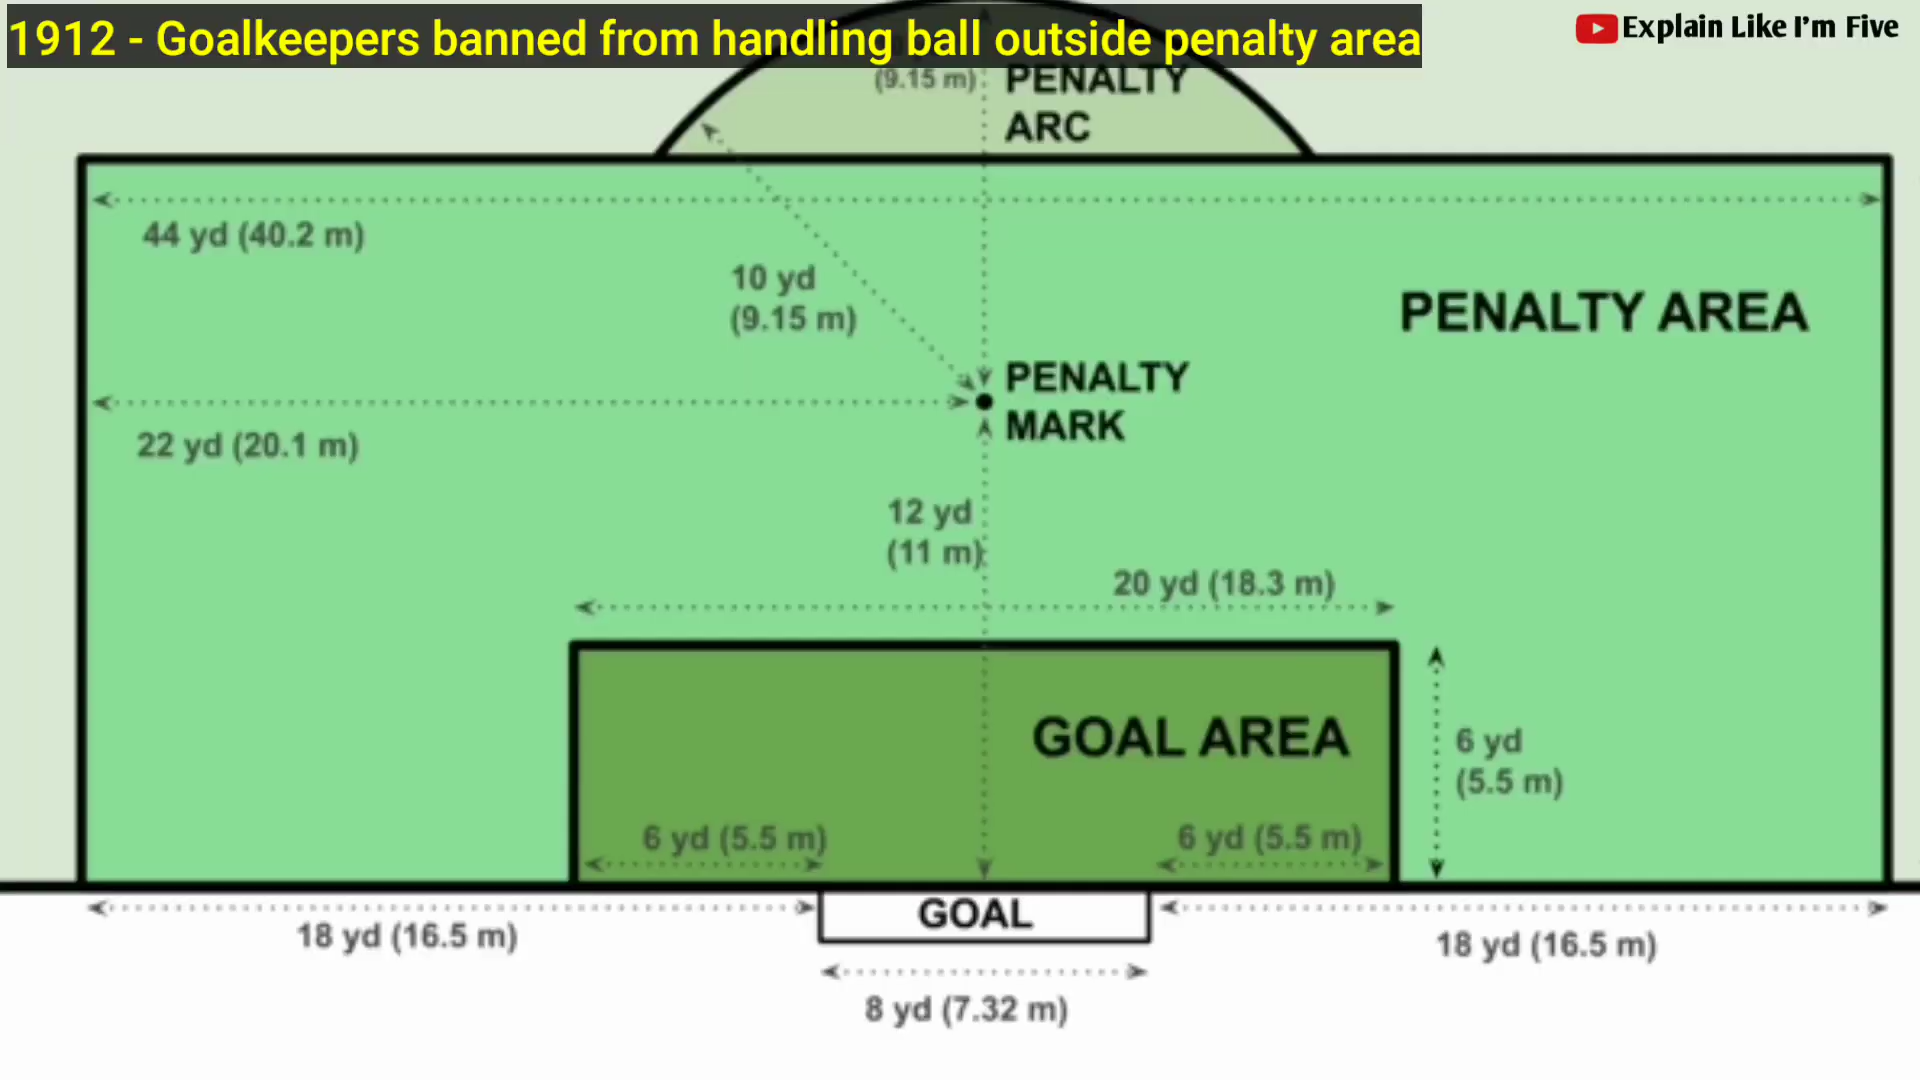 1912 - Goalkeepers banned from handling ball outside penalty area
Explain Like I'm Five
(9.15 m)
PENALTY
ARC
44 yd (40.2 m)
10 yd
(9.15 m)
PENALTY AREA
PENALTY
MARK
22 yd (20.1 m)
12 yd
(11 m)
20 yd (18.3 m)
GOAL AREA
6 yd
(5.5 m)
6 yd (5.5 m)
6 yd (5.5 m)
GOAL
18 yd (16.5 m)
18 yd (16.5 m)
8 yd (7.32 m)